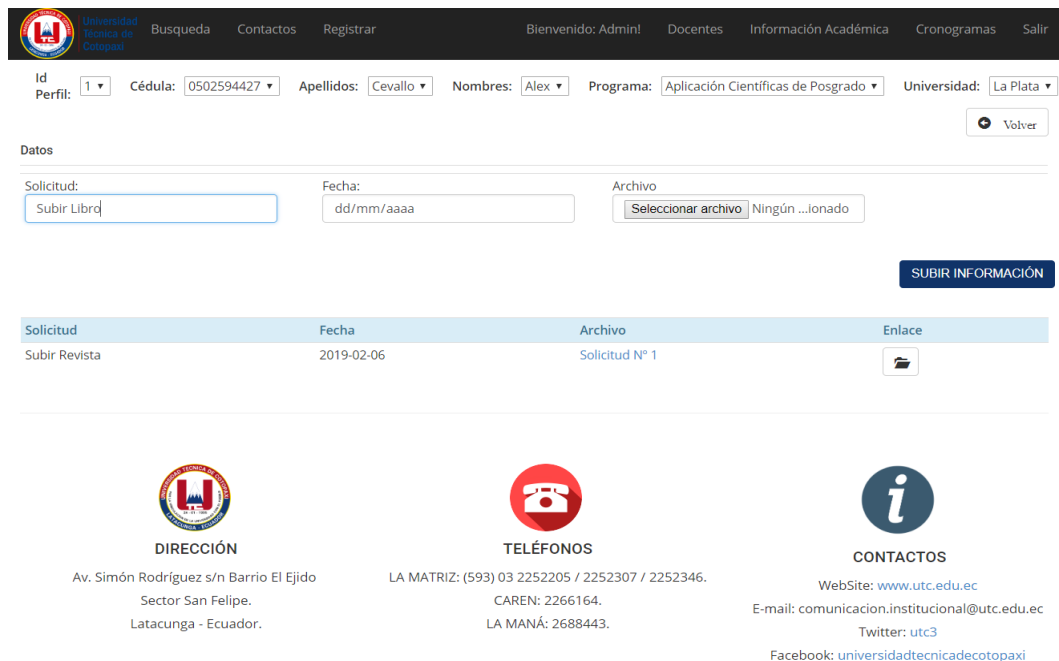 Universidad
Técnica de
Cotopaxi
Busqueda Contactos Registrar Bienvenido: Admin! Docentes Información Académica Cronogramas Salir
Id Perfil: 1 Cédula: 0502594427 Apellidos: Cevallo Nombres: Alex Programa: Aplicación Científicas de Posgrado Universidad: La Plata
Volver
Datos
Solicitud: Fecha: Archivo
Subir Libro dd/mm/aaaa Seleccionar archivo Ningún ...ionado
SUBIR INFORMACIÓN
Solicitud Fecha Archivo Enlace
Subir Revista 2019-02-06 Solicitud Nº 1
DIRECCIÓN
Av. Simón Rodríguez s/n Barrio El Ejido
Sector San Felipe.
Latacunga - Ecuador.
TELÉFONOS
LA MATRIZ: (593) 03 2252205 / 2252307 / 2252346.
CAREN: 2266164.
LA MANÁ: 2688443.
CONTACTOS
WebSite: www.utc.edu.ec
E-mail: comunicacion.institucional@utc.edu.ec
Twitter: utc3
Facebook: universidadtecnicadecotopaxi